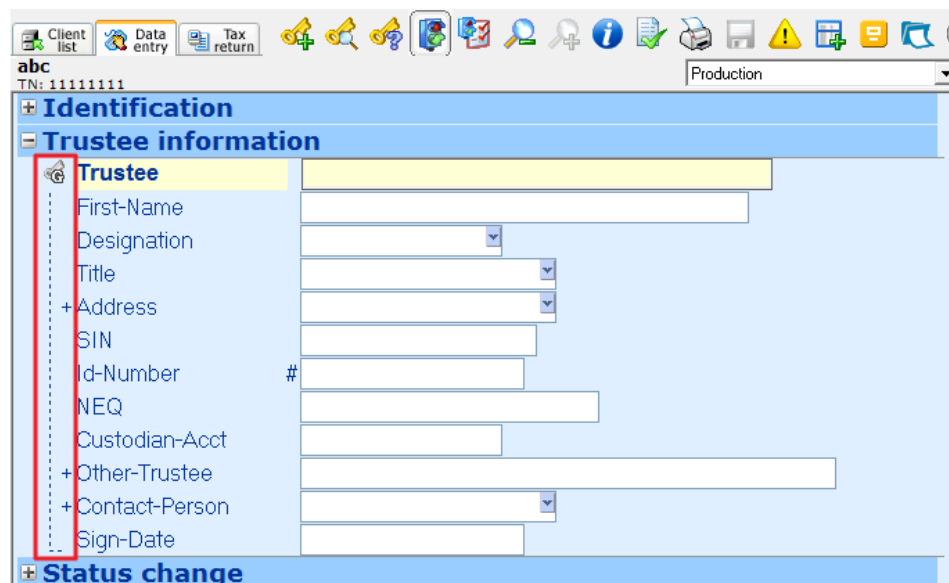 Client list
Data entry
Tax return
abc
TN: 11111111
Production
Identification
Trustee information
Trustee
First-Name
Designation
Title
+Address
SIN
Id-Number #
NEQ
Custodian-Acct
+Other-Trustee
+Contact-Person
Sign-Date
Status change